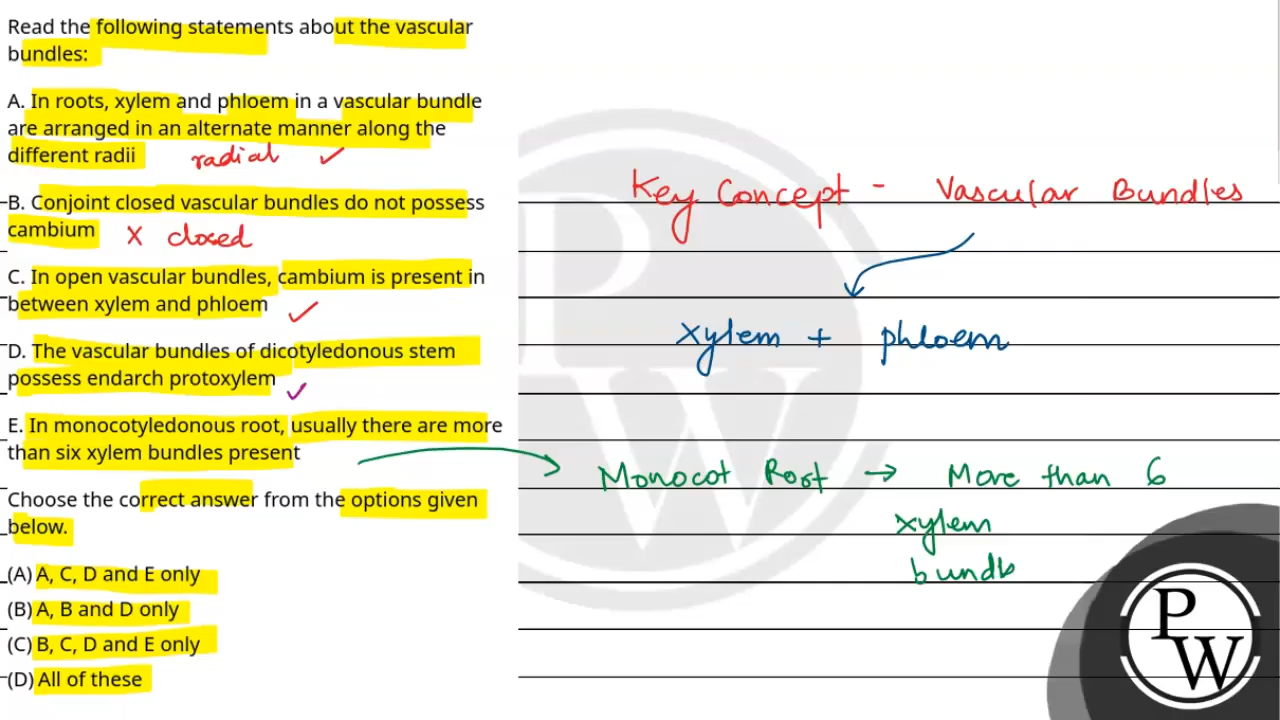 Read the following statements about the vascular
bundles:
A. In roots, xylem and phloem in a vascular bundle
are arranged in an alternate manner along the
different radii
radial ✓
B. Conjoint closed vascular bundles do not possess
cambium
X closed
C. In open vascular bundles, cambium is present in
between xylem and phloem ✓
D. The vascular bundles of dicotyledonous stem
possess endarch protoxylem ✓
E. In monocotyledonous root, usually there are more
than six xylem bundles present
Choose the correct answer from the options given
below.
(A) A, C, D and E only
(B) A, B and D only
(C) B, C, D and E only
(D) All of these
Key Concept - Vascular Bundles
xylem + phloem
Monocot Root → More than 6
xylem
bundle
P
W
PW